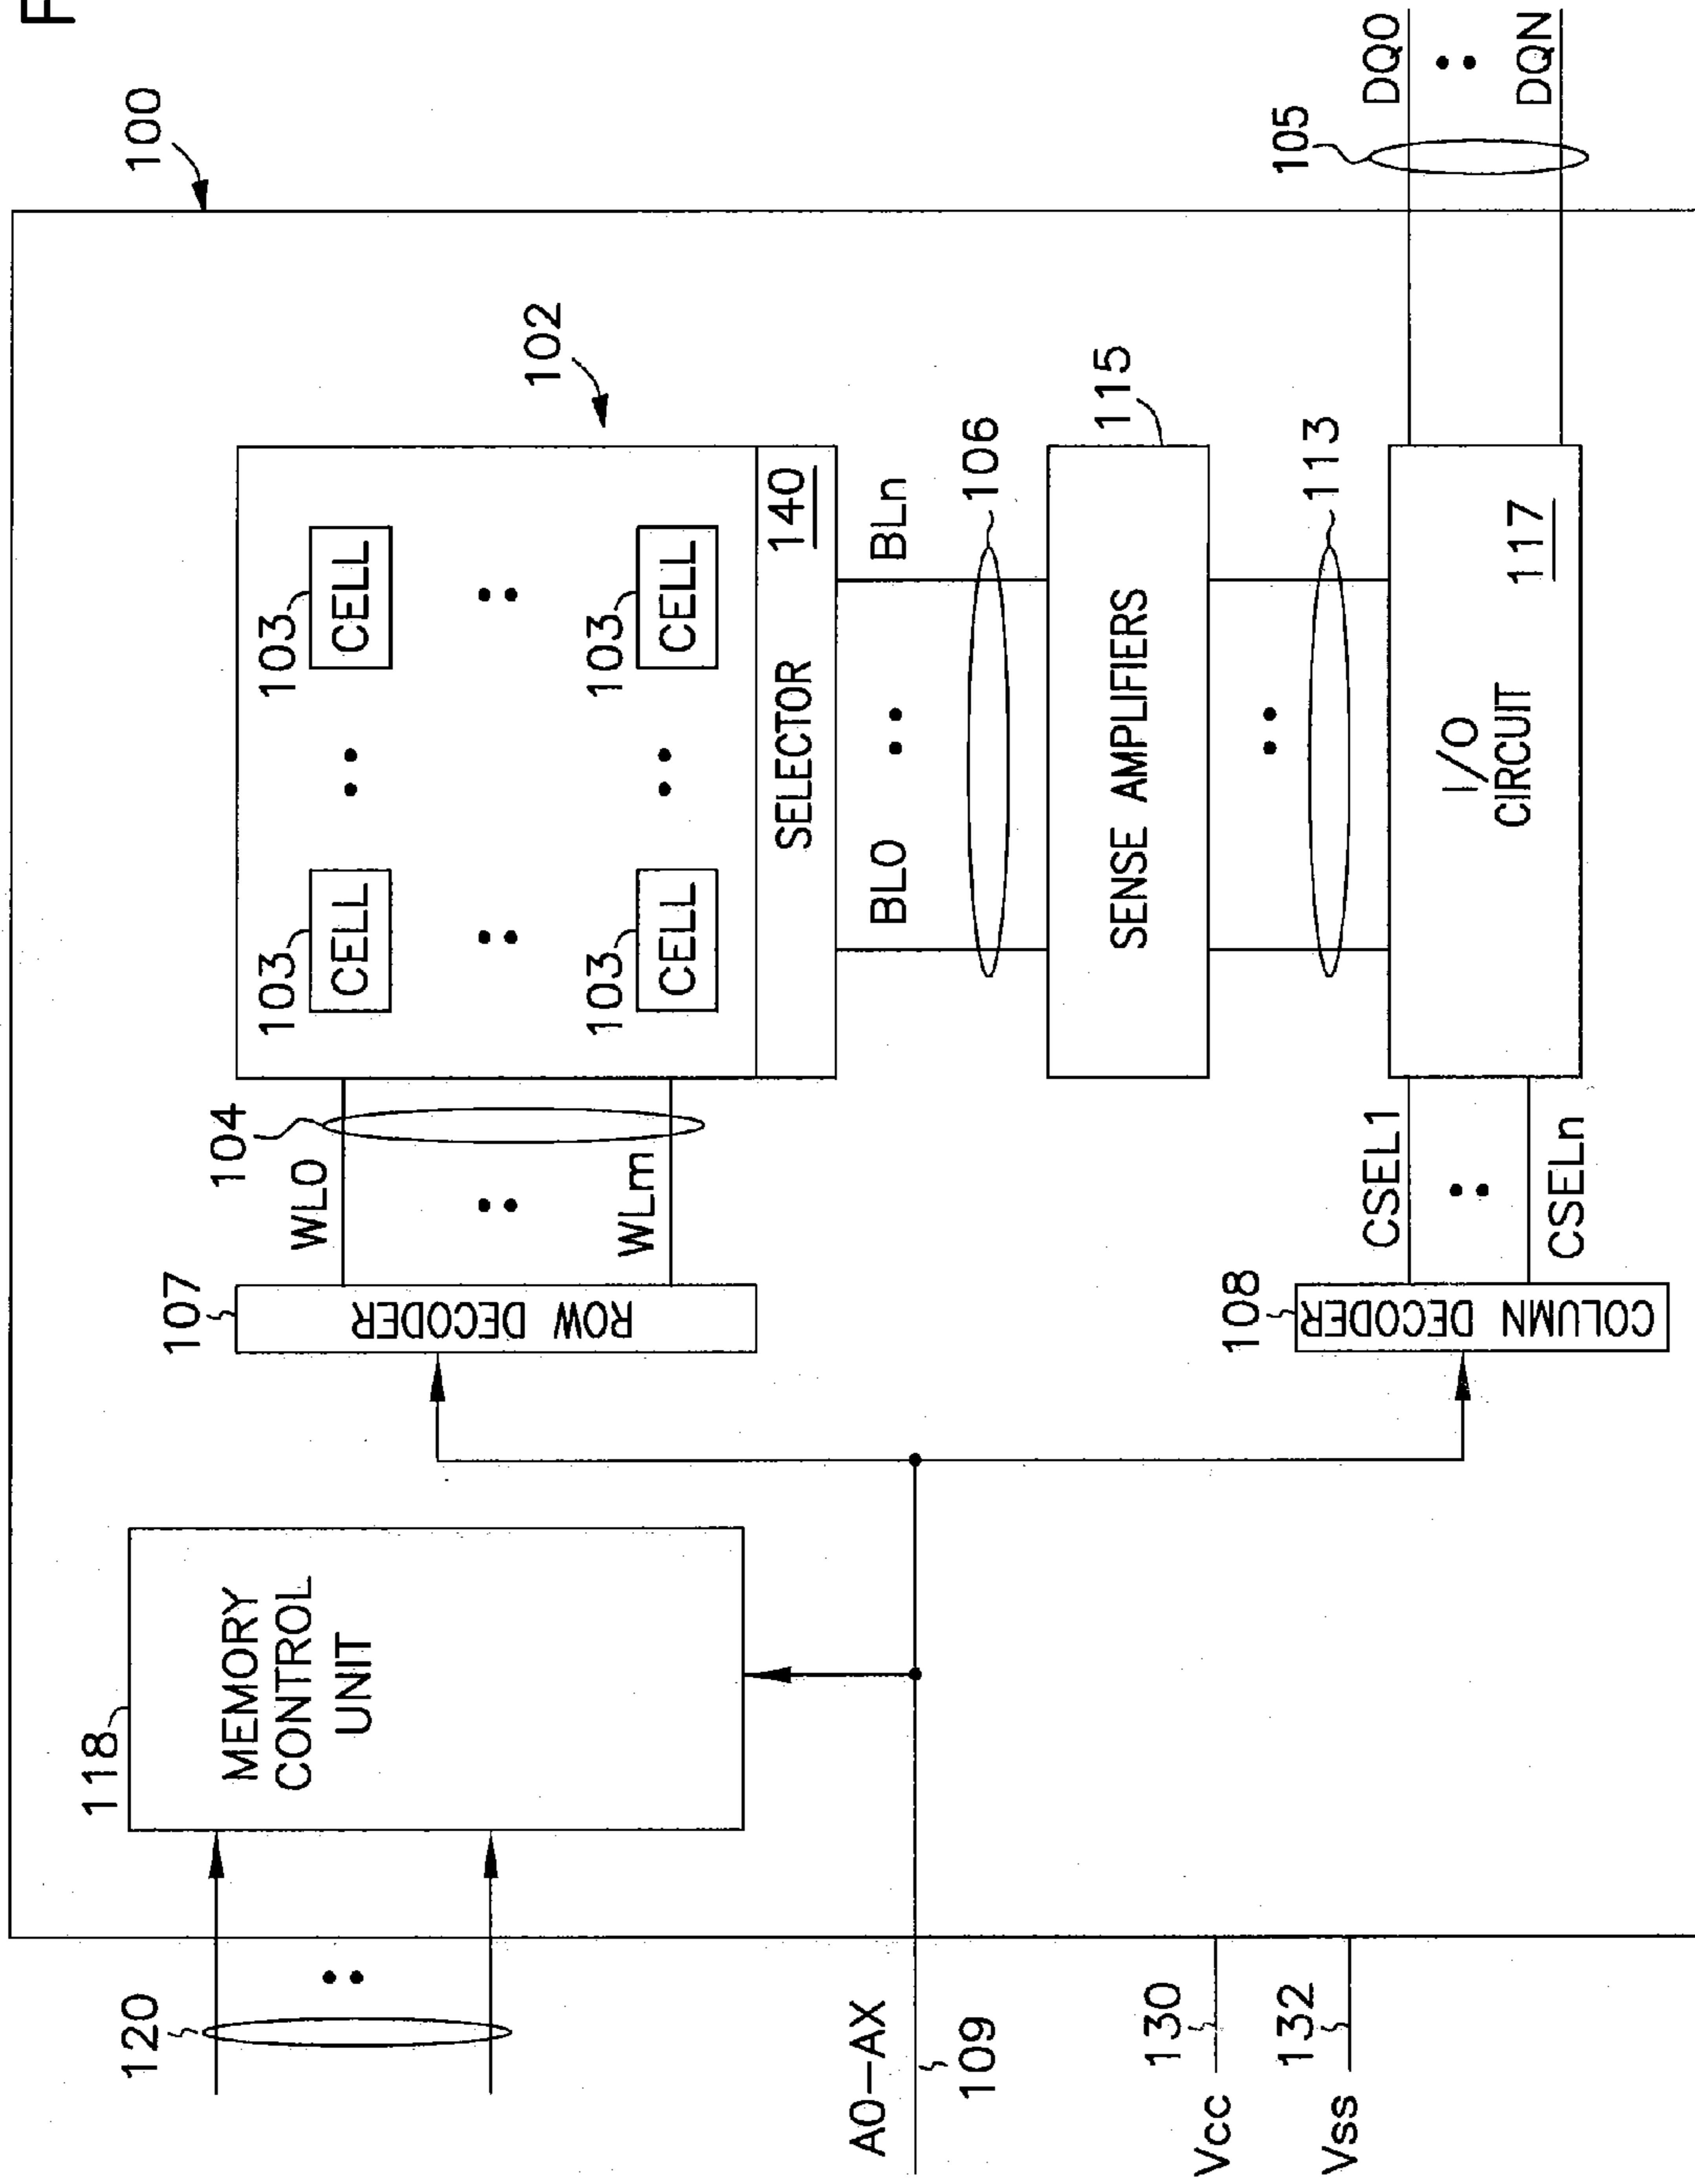 F
100
118
MEMORY
CONTROL
UNIT
120
107
ROW DECODER
104
WL0
WLm
102
103
CELL
103
CELL
103
CELL
103
CELL
SELECTOR
140
BL0
BLn
106
SENSE AMPLIFIERS
115
113
I/O
CIRCUIT
117
105
DQ0
DQN
CSEL1
CSELn
108
COLUMN DECODER
A0-AX
109
130
Vcc
132
Vss